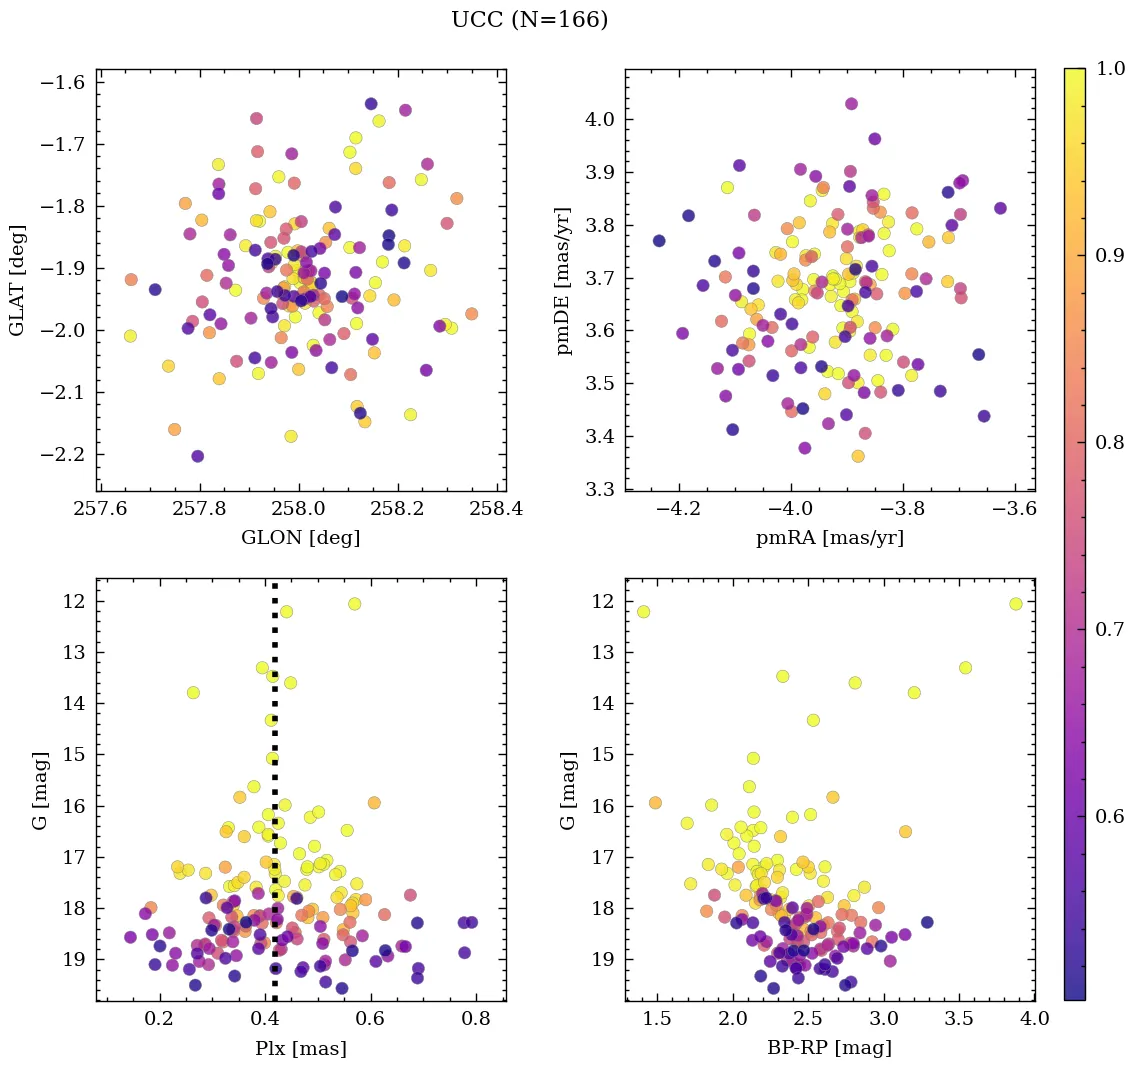 UCC (N=166)
−1.6
−1.7
−1.8
−1.9
−2.0
−2.1
−2.2
GLAT [deg]
257.6 257.8 258.0 258.2 258.4
GLON [deg]
4.0
3.9
3.8
3.7
3.6
3.5
3.4
3.3
pmDE [mas/yr]
−4.2 −4.0 −3.8 −3.6
pmRA [mas/yr]
12
13
14
15
16
17
18
19
G [mag]
0.2 0.4 0.6 0.8
Plx [mas]
12
13
14
15
16
17
18
19
G [mag]
1.5 2.0 2.5 3.0 3.5 4.0
BP-RP [mag]
1.0
0.9
0.8
0.7
0.6